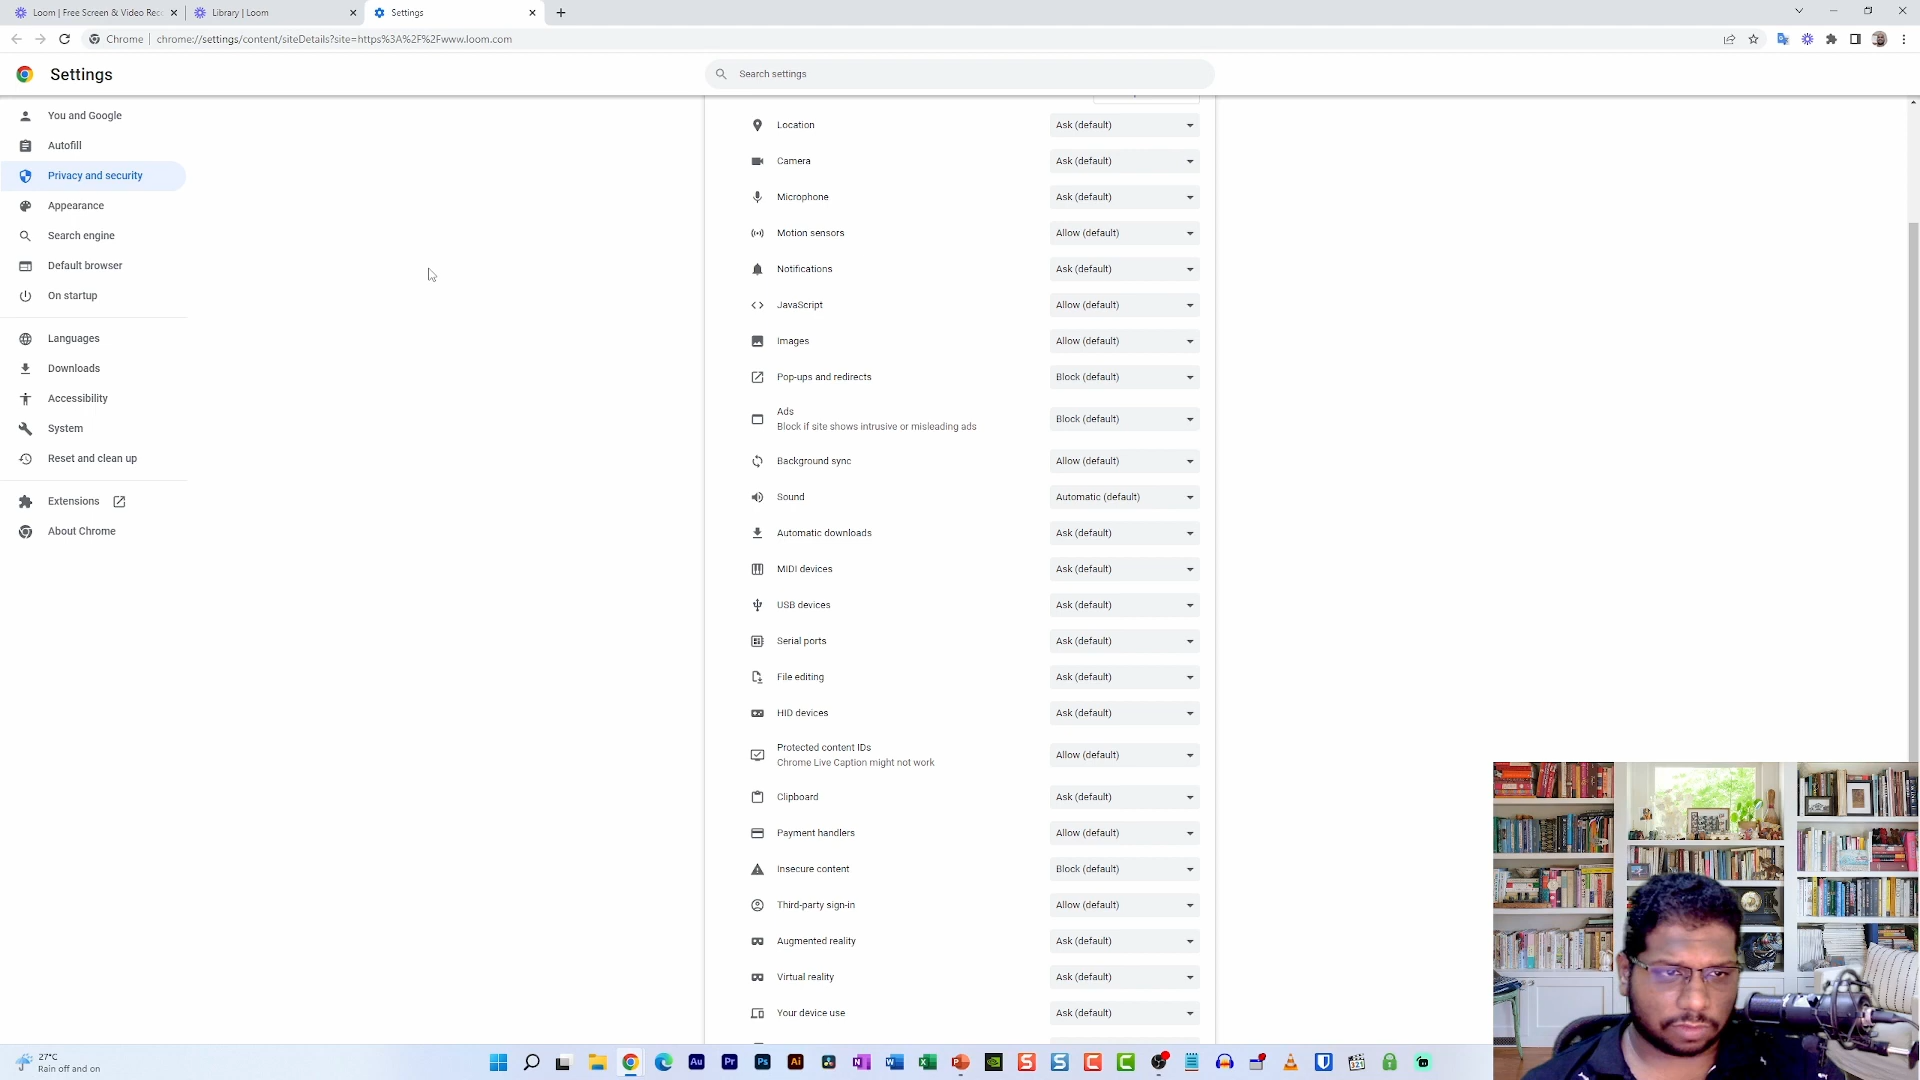 Loom | Free Screen & Video Rec
Library | Loom
Settings
Chrome
chrome://settings/content/siteDetails?site=https%3A%2F%2Fwww.loom.com
Settings
Search settings
You and Google
Autofill
Privacy and security
Appearance
Search engine
Default browser
On startup
Languages
Downloads
Accessibility
System
Reset and clean up
Extensions
About Chrome
Location Ask (default)
Camera Ask (default)
Microphone Ask (default)
Motion sensors Allow (default)
Notifications Ask (default)
JavaScript Allow (default)
Images Allow (default)
Pop-ups and redirects Block (default)
Ads Block (default)
Block if site shows intrusive or misleading ads
Background sync Allow (default)
Sound Automatic (default)
Automatic downloads Ask (default)
MIDI devices Ask (default)
USB devices Ask (default)
Serial ports Ask (default)
File editing Ask (default)
HID devices Ask (default)
Protected content IDs Allow (default)
Chrome Live Caption might not work
Clipboard Ask (default)
Payment handlers Allow (default)
Insecure content Block (default)
Third-party sign-in Allow (default)
Augmented reality Ask (default)
Virtual reality Ask (default)
Your device use Ask (default)
27°C
Rain off and on
Au
Pr
Ps
Ai
321